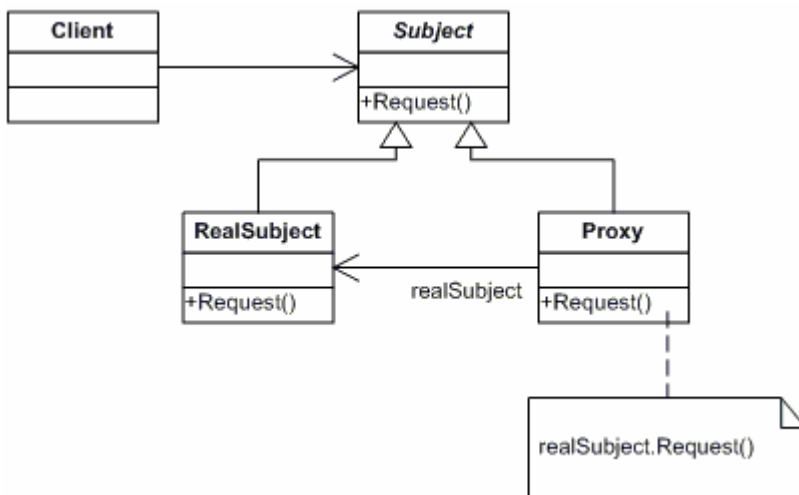 Client
Subject
+Request()
RealSubject
+Request()
realSubject
Proxy
+Request()
realSubject.Request()